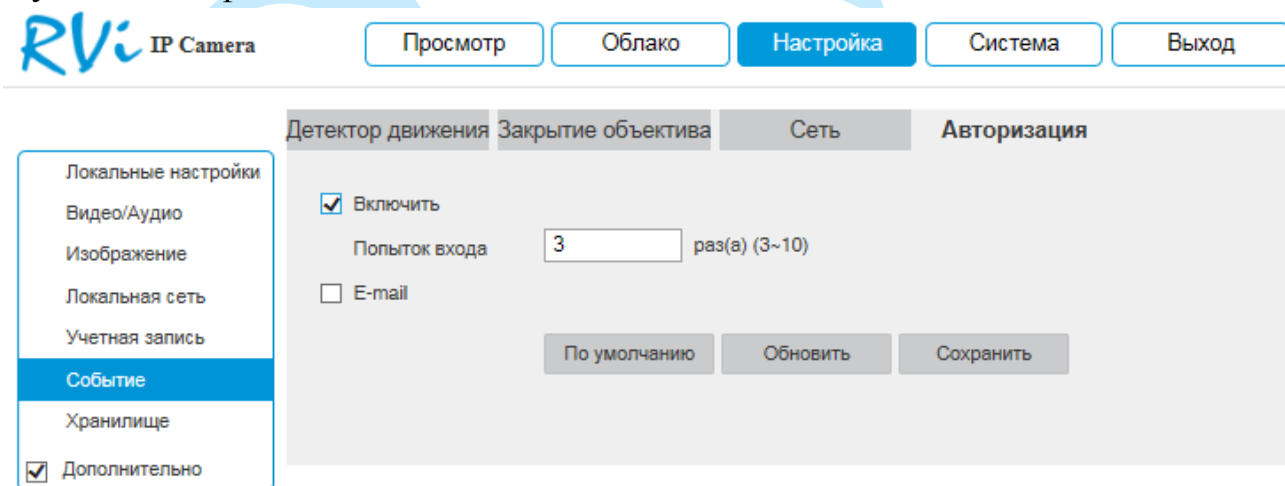 RVi IP Camera
Просмотр Облако Настройка Система Выход
Детектор движения Закрытие объектива Сеть Авторизация
Локальные настройки
Видео/Аудио
Изображение
Локальная сеть
Учетная запись
Событие
Хранилище
Дополнительно
Включить
Попыток входа 3 раз(а) (3~10)
E-mail
По умолчанию Обновить Сохранить